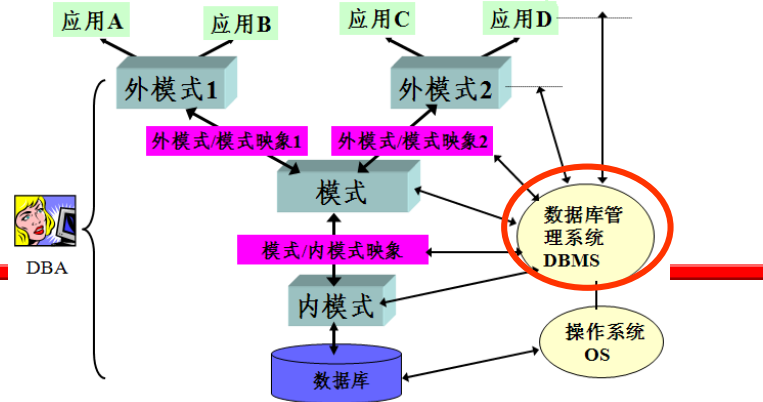 应用A
应用B
应用C
应用D
外模式1
外模式2
外模式/模式映象1
外模式/模式映象2
模式
数据库管
理系统
DBMS
模式/内模式映象
DBA
内模式
操作系统
OS
数据库